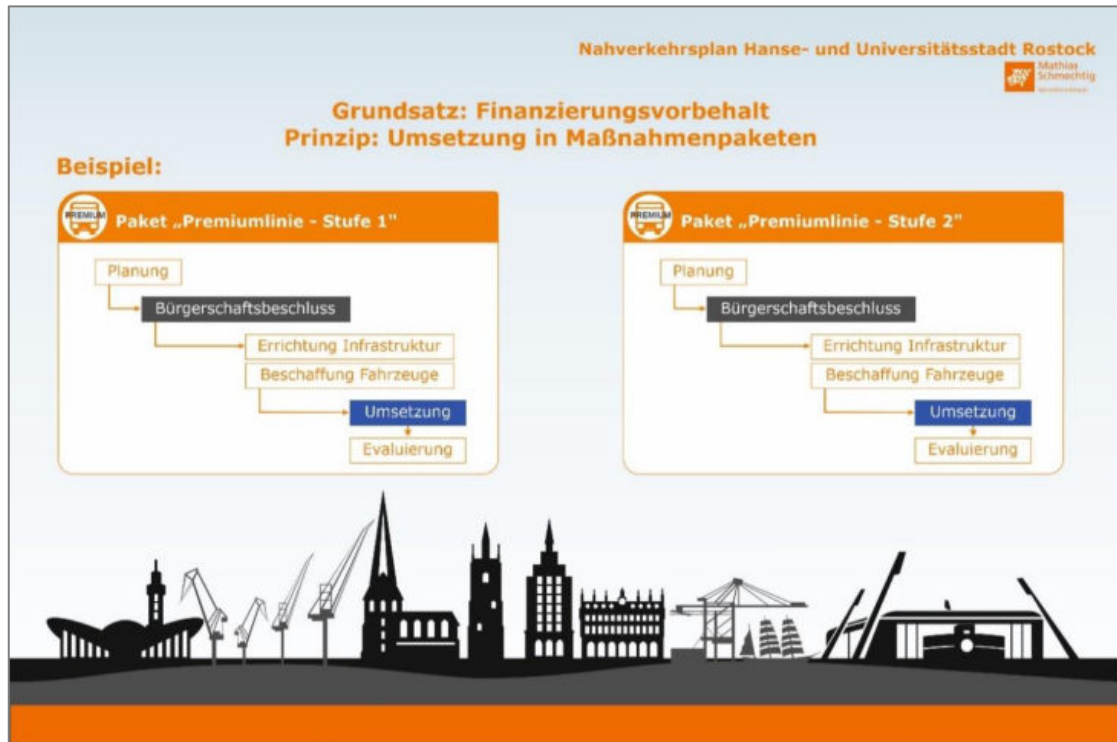 Nahverkehrsplan Hanse- und Universitätsstadt Rostock
Mathias
Schmechtig
Grundsatz: Finanzierungsvorbehalt
Prinzip: Umsetzung in Maßnahmenpaketen
Beispiel:
PREMIUM
Paket „Premiumlinie - Stufe 1"
Planung
Bürgerschaftsbeschluss
Errichtung Infrastruktur
Beschaffung Fahrzeuge
Umsetzung
Evaluierung
PREMIUM
Paket „Premiumlinie - Stufe 2"
Planung
Bürgerschaftsbeschluss
Errichtung Infrastruktur
Beschaffung Fahrzeuge
Umsetzung
Evaluierung